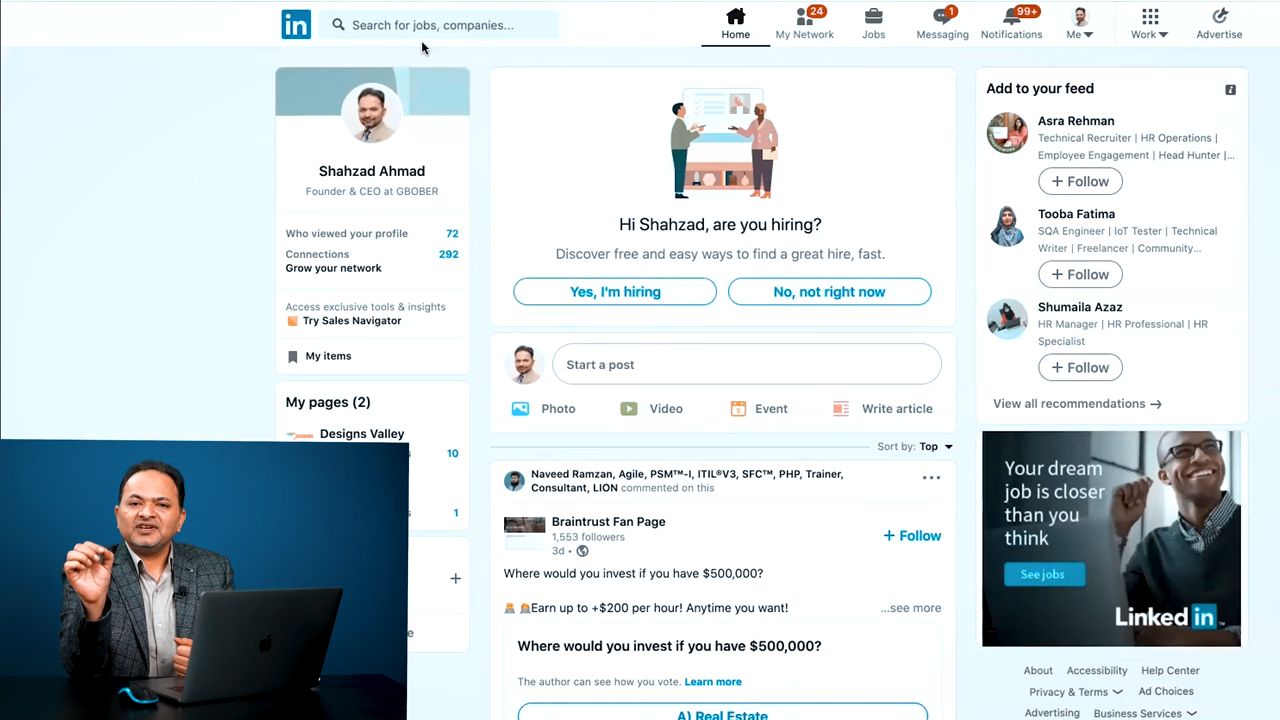 in
Search for jobs, companies...
Home
24
My Network
Jobs
1
Messaging
99+
Notifications
Me
Work
Advertise
Shahzad Ahmad
Founder & CEO at GBOBER
Who viewed your profile 72
Connections 292
Grow your network
Access exclusive tools & insights
Try Sales Navigator
My items
My pages (2)
Designs Valley
s 10
s 1
+
e
Hi Shahzad, are you hiring?
Discover free and easy ways to find a great hire, fast.
Yes, I'm hiring
No, not right now
Start a post
Photo
Video
Event
Write article
Sort by: Top
Naveed Ramzan, Agile, PSM™-I, ITIL®V3, SFC™, PHP, Trainer,
Consultant, LION commented on this
Braintrust Fan Page
1,553 followers
3d •
+ Follow
Where would you invest if you have $500,000?
Earn up to +$200 per hour! Anytime you want!
...see more
Where would you invest if you have $500,000?
The author can see how you vote. Learn more
A) Real Estate
Add to your feed
Asra Rehman
Technical Recruiter | HR Operations |
Employee Engagement | Head Hunter |...
+ Follow
Tooba Fatima
SQA Engineer | IoT Tester | Technical
Writer | Freelancer | Community...
+ Follow
Shumaila Azaz
HR Manager | HR Professional | HR
Specialist
+ Follow
View all recommendations →
Your dream
job is closer
than you
think
See jobs
Linked in
About Accessibility Help Center
Privacy & Terms Ad Choices
Advertising Business Services